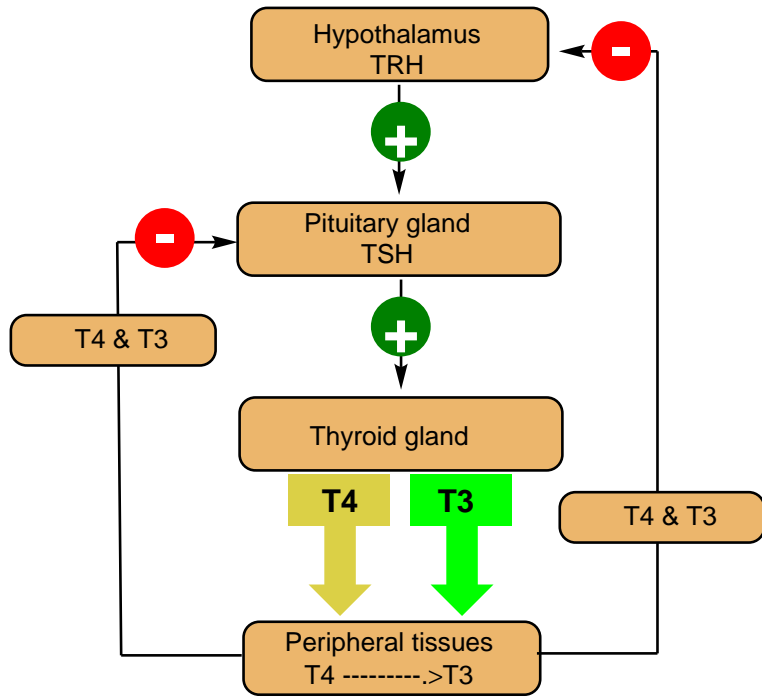 Hypothalamus
TRH
-
+
Pituitary gland
TSH
-
T4 & T3
+
Thyroid gland
T4
T3
T4 & T3
Peripheral tissues
T4 ---------.>T3